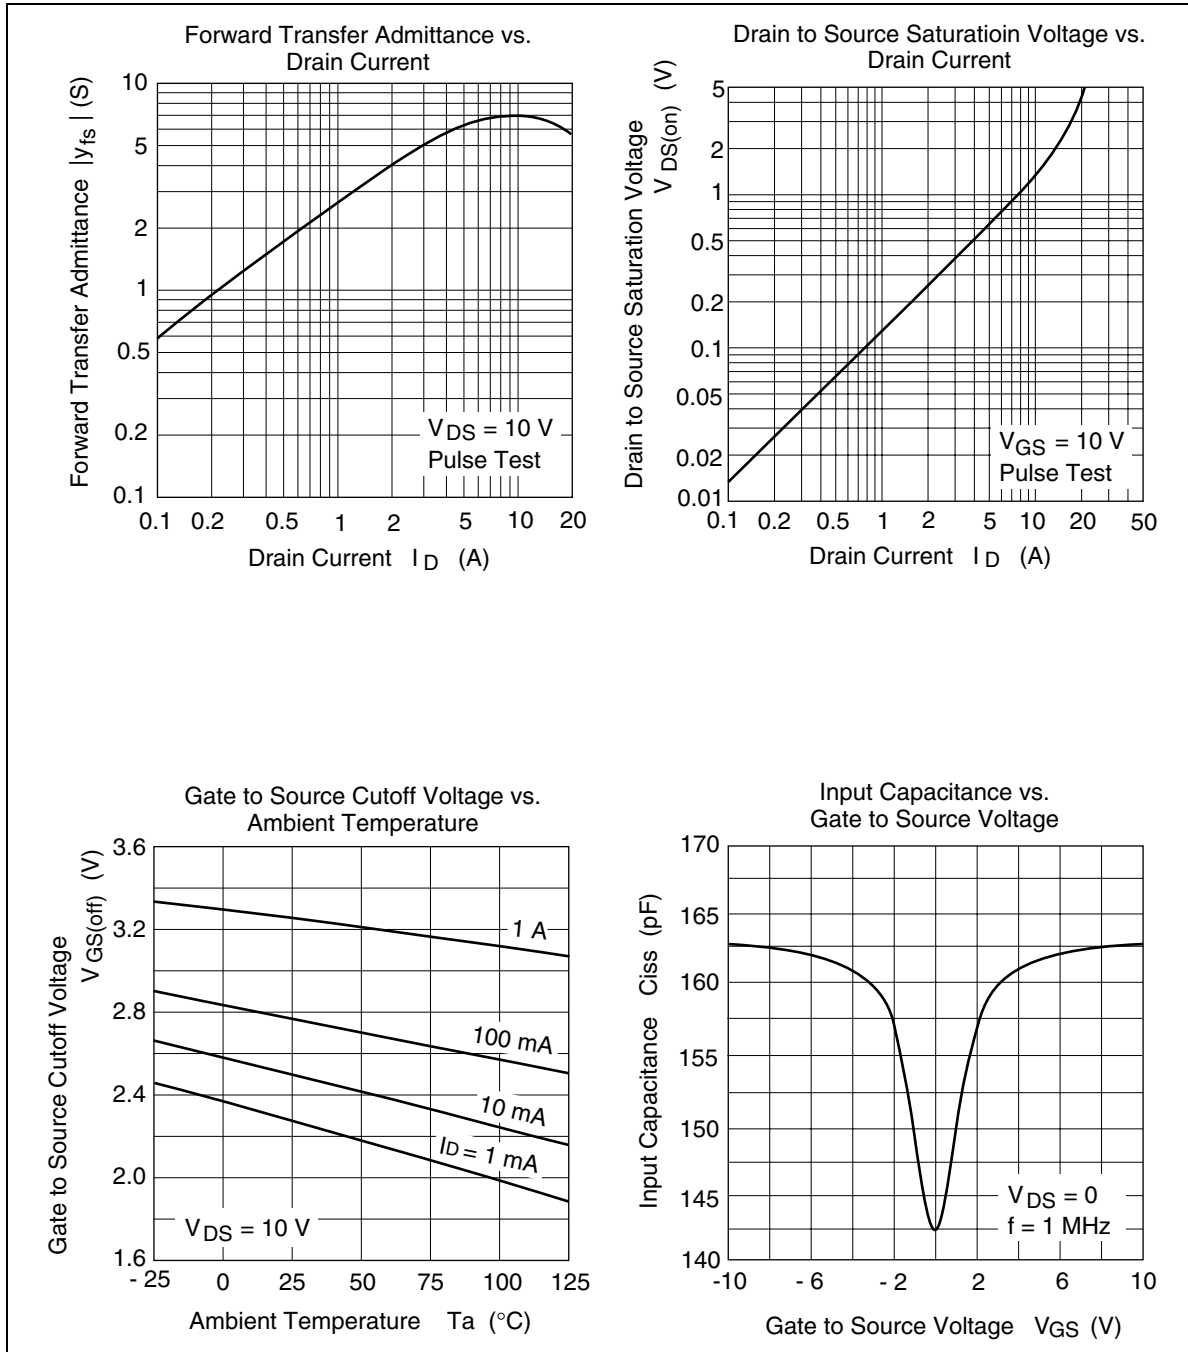 Forward Transfer Admittance vs.
Drain Current
Forward Transfer Admittance |yfs| (S)
10
5
2
1
0.5
0.2
0.1
VDS = 10 V
Pulse Test
0.1 0.2 0.5 1 2 5 10 20
Drain Current ID (A)
Drain to Source Saturatioin Voltage vs.
Drain Current
Drain to Source Saturation Voltage
VDS(on) (V)
5
2
1
0.5
0.2
0.1
0.05
0.02
0.01
VGS = 10 V
Pulse Test
0.1 0.2 0.5 1 2 5 10 20 50
Drain Current ID (A)
Gate to Source Cutoff Voltage vs.
Ambient Temperature
Gate to Source Cutoff Voltage
VGS(off) (V)
3.6
3.2
2.8
2.4
2.0
1.6
1 A
100 mA
10 mA
ID = 1 mA
VDS = 10 V
- 25 0 25 50 75 100 125
Ambient Temperature Ta (°C)
Input Capacitance vs.
Gate to Source Voltage
Input Capacitance Ciss (pF)
170
165
160
155
150
145
140
VDS = 0
f = 1 MHz
-10 - 6 - 2 2 6 10
Gate to Source Voltage VGS (V)